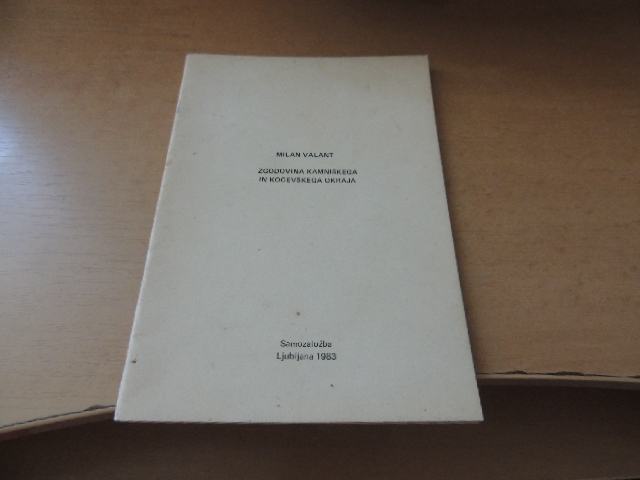 MILAN VALANT
ZGODOVINA KAMNIŠKEGA
IN KOČEVSKEGA OKRAJA
Samozaložba
Ljubljana 1983